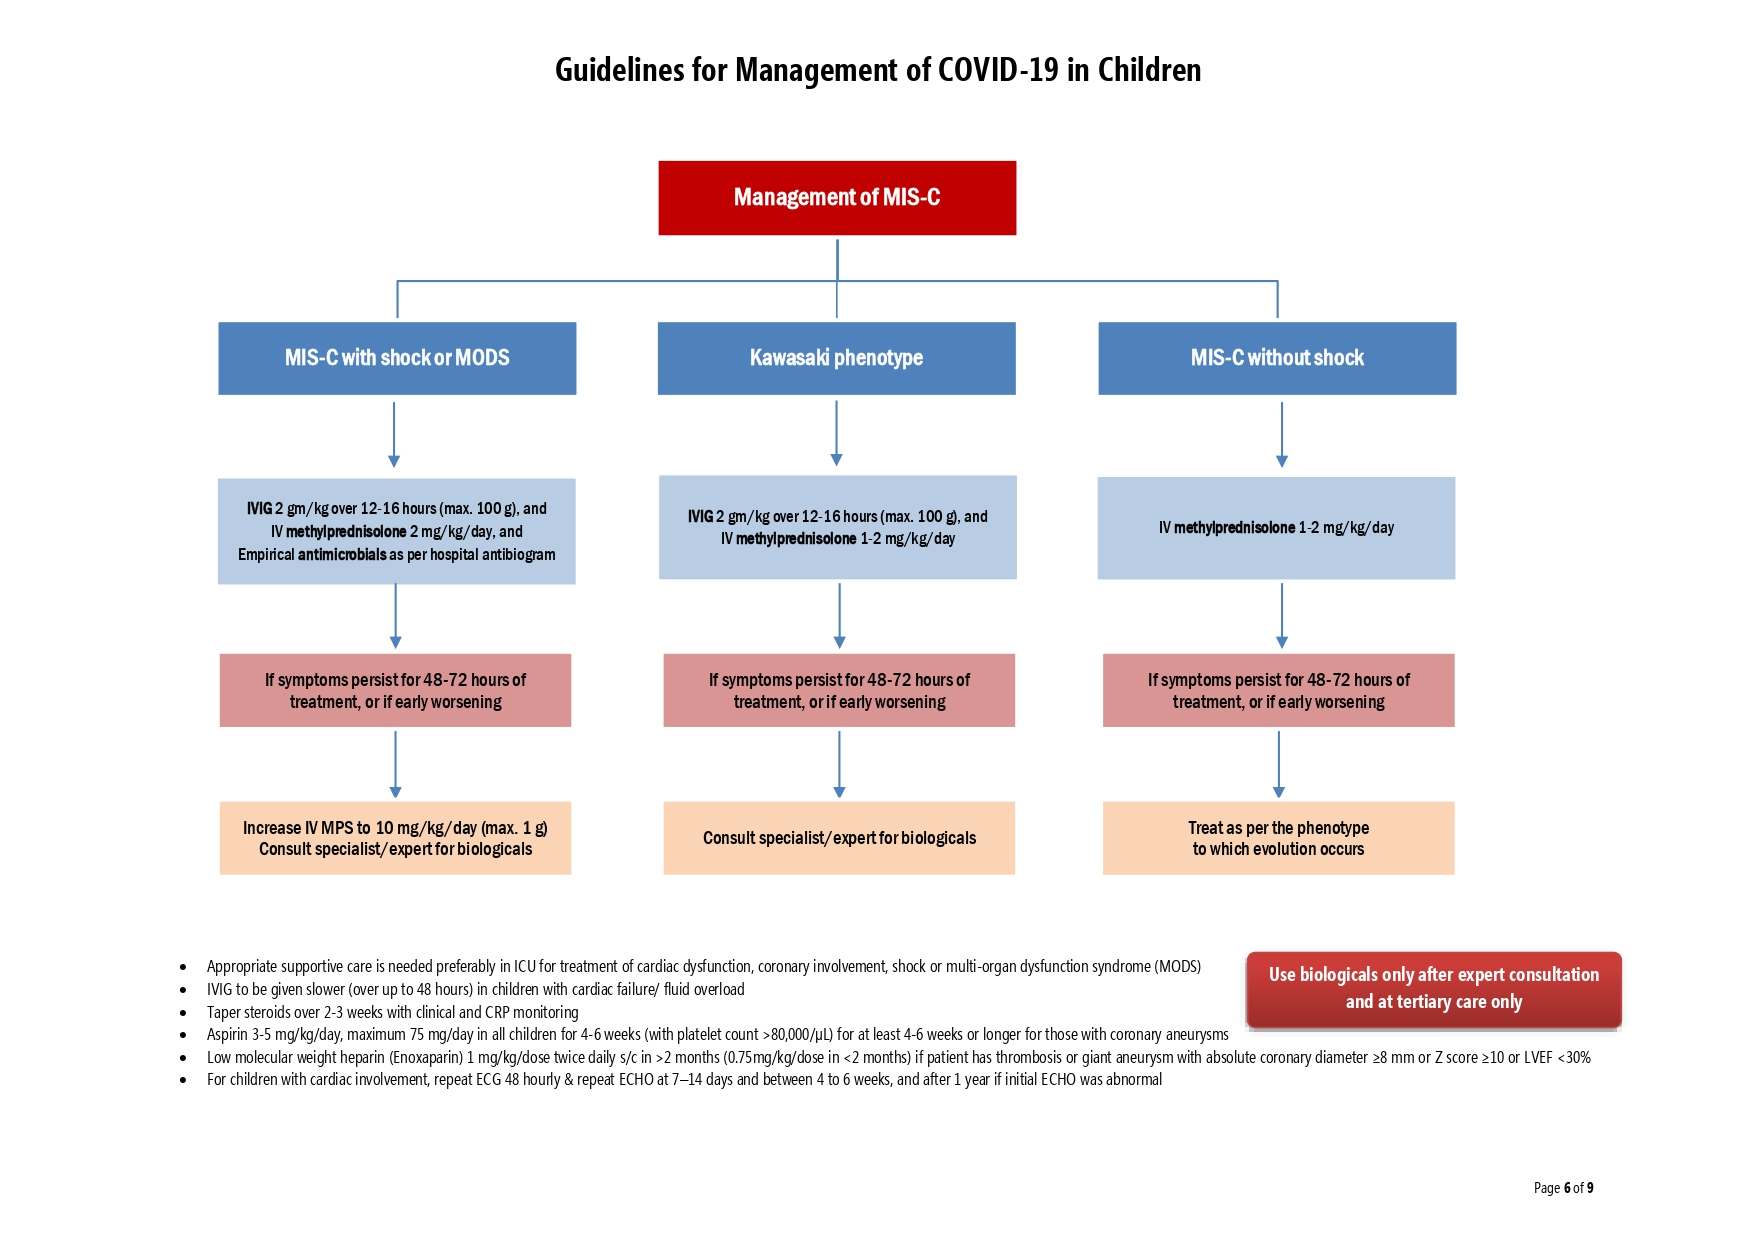 Guidelines for Management of COVID-19 in Children
Management of MIS-C
MIS-C with shock or MODS
Kawasaki phenotype
MIS-C without shock
IVIG 2 gm/kg over 12-16 hours (max. 100 g), and
IV methylprednisolone 2 mg/kg/day, and
Empirical antimicrobials as per hospital antibiogram
IVIG 2 gm/kg over 12-16 hours (max. 100 g), and
IV methylprednisolone 1-2 mg/kg/day
IV methylprednisolone 1-2 mg/kg/day
If symptoms persist for 48-72 hours of
treatment, or if early worsening
If symptoms persist for 48-72 hours of
treatment, or if early worsening
If symptoms persist for 48-72 hours of
treatment, or if early worsening
Increase IV MPS to 10 mg/kg/day (max. 1 g)
Consult specialist/expert for biologicals
Consult specialist/expert for biologicals
Treat as per the phenotype
to which evolution occurs
• Appropriate supportive care is needed preferably in ICU for treatment of cardiac dysfunction, coronary involvement, shock or multi-organ dysfunction syndrome (MODS)
• IVIG to be given slower (over up to 48 hours) in children with cardiac failure/ fluid overload
• Taper steroids over 2-3 weeks with clinical and CRP monitoring
• Aspirin 3-5 mg/kg/day, maximum 75 mg/day in all children for 4-6 weeks (with platelet count >80,000/µL) for at least 4-6 weeks or longer for those with coronary aneurysms
• Low molecular weight heparin (Enoxaparin) 1 mg/kg/dose twice daily s/c in >2 months (0.75mg/kg/dose in <2 months) if patient has thrombosis or giant aneurysm with absolute coronary diameter ≥8 mm or Z score ≥10 or LVEF <30%
• For children with cardiac involvement, repeat ECG 48 hourly & repeat ECHO at 7–14 days and between 4 to 6 weeks, and after 1 year if initial ECHO was abnormal
Use biologicals only after expert consultation
and at tertiary care only
Page 6 of 9